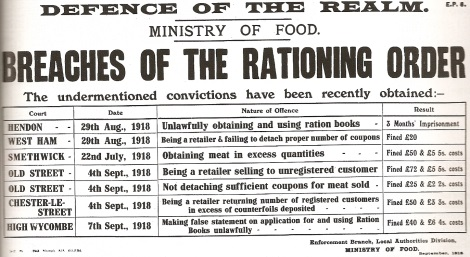 DEFENCE OF THE REALM.
E.P. 8.
MINISTRY OF FOOD.
BREACHES OF THE RATIONING ORDER
The undermentioned convictions have been recently obtained:-
Court Date Nature of Offence Result
HENDON - - 29th Aug., 1918 Unlawfully obtaining and using ration books - 3 Months' Imprisonment
WEST HAM - 29th Aug., 1918 Being a retailer & failing to detach proper number of coupons Fined £20
SMETHWICK - 22nd July, 1918 Obtaining meat in excess quantities - - - Fined £50 & £5 5s. costs
OLD STREET - 4th Sept., 1918 Being a retailer selling to unregistered customer Fined £72 & £5 5s. costs
OLD STREET - 4th Sept., 1918 Not detaching sufficient coupons for meat sold - Fined £25 & £2 2s. costs
CHESTER-LE-STREET 4th Sept., 1918 Being a retailer returning number of registered customers
in excess of counterfoils deposited - - - - Fined £50 & £3 3s. costs
HIGH WYCOMBE 7th Sept., 1918 Making false statement on application for and using Ration
Books unlawfully - - - - - - Fined £40 & £6 4s. costs
Enforcement Branch, Local Authorities Division,
MINISTRY OF FOOD.
September, 1918